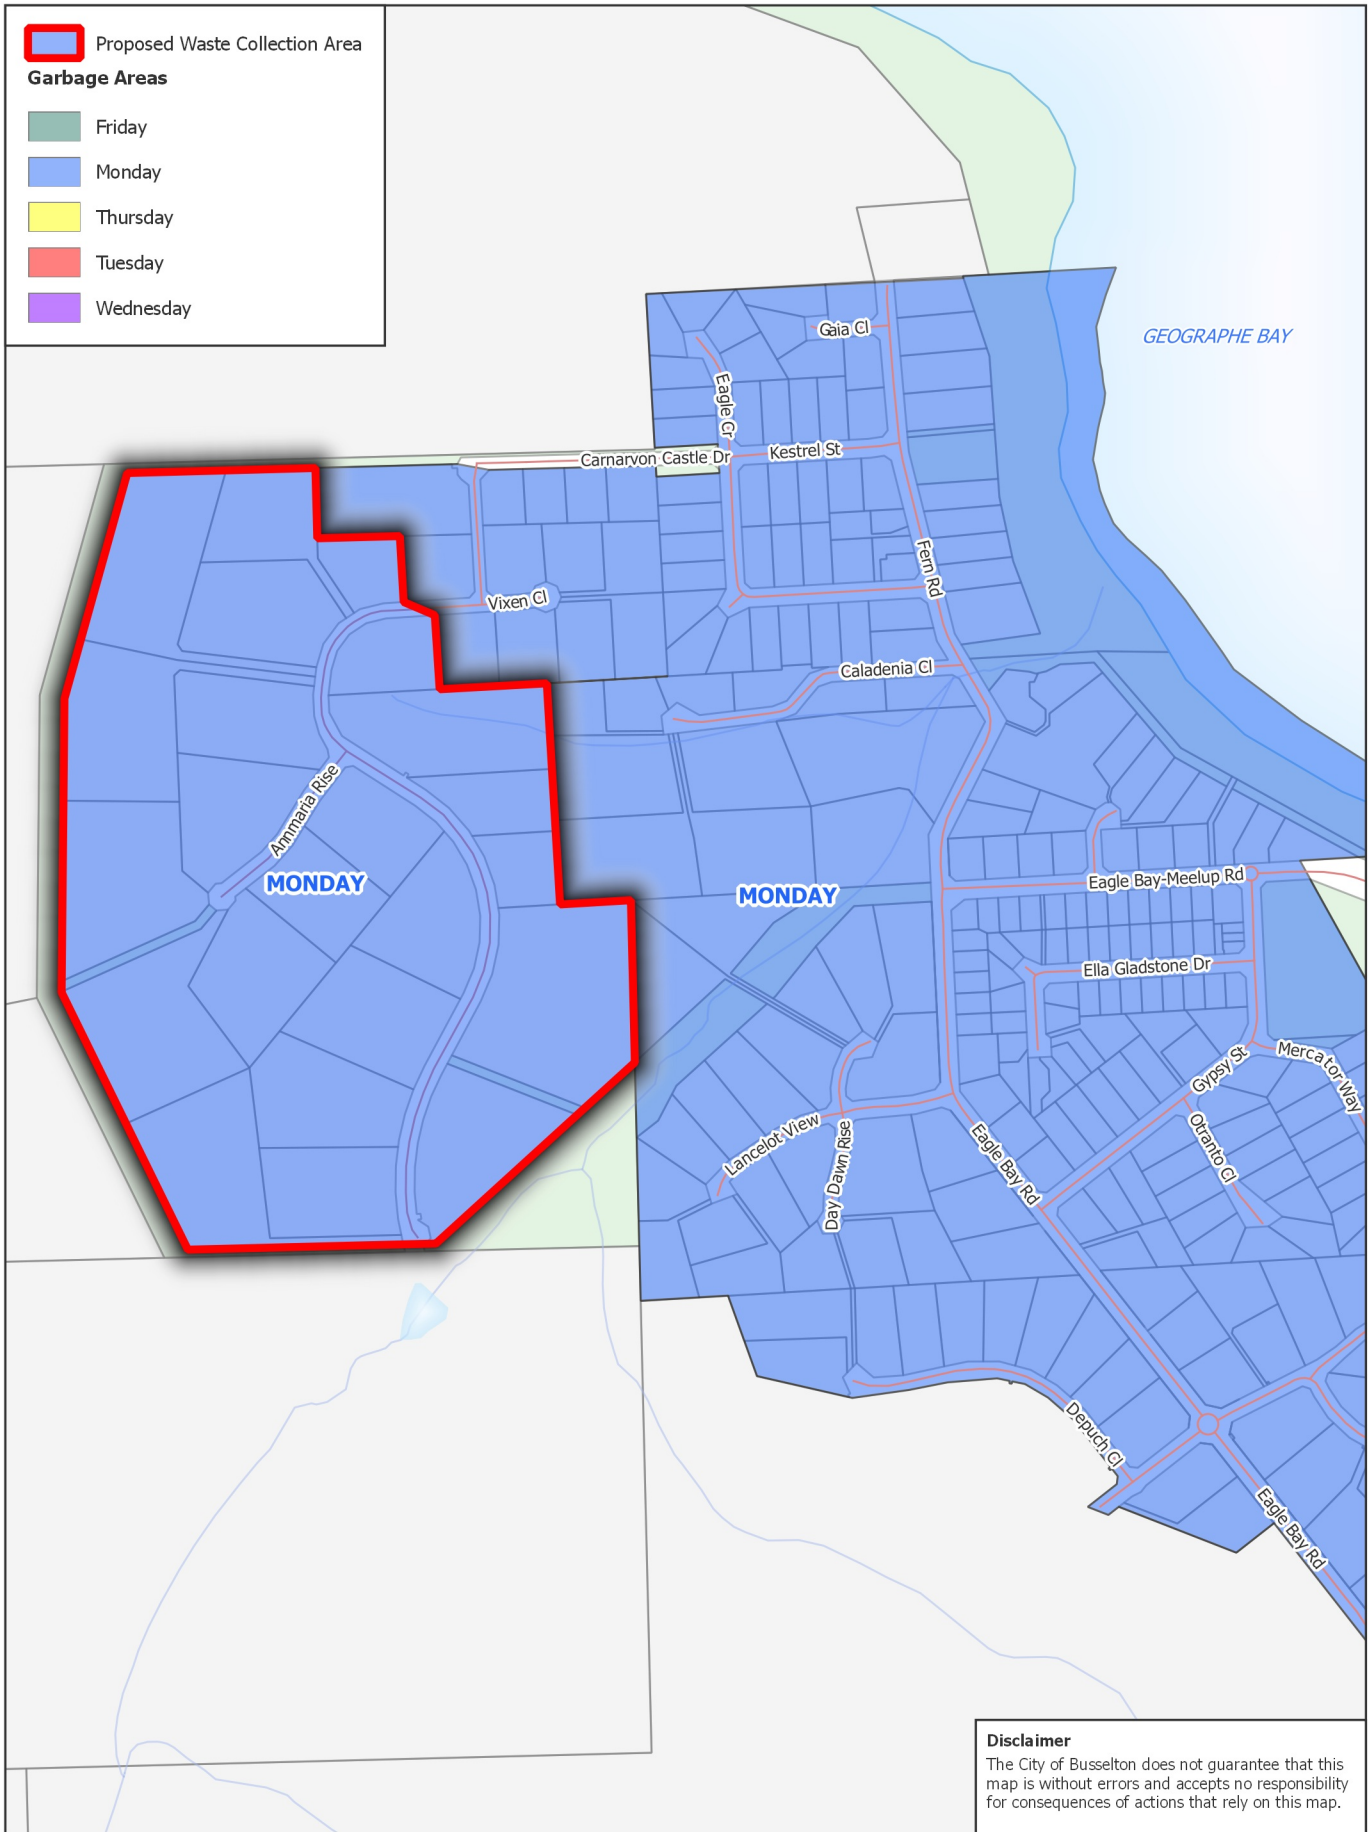 Proposed Waste Collection Area
Garbage Areas
Friday
Monday
Thursday
Tuesday
Wednesday
GEOGRAPHE BAY
Gaia Cl
Eagle Cr
Kestrel St
Carnarvon Castle Dr
Fern Rd
Vixen Cl
Caladenia Cl
Annmaria Rise
MONDAY
MONDAY
Eagle Bay-Meelup Rd
Ella Gladstone Dr
Gypsy St
Mercator Way
Lancelot View
Day Dawn Rise
Eagle Bay Rd
Otranto Cl
Depuch Cl
Eagle Bay Rd
Disclaimer
The City of Busselton does not guarantee that this
map is without errors and accepts no responsibility
for consequences of actions that rely on this map.